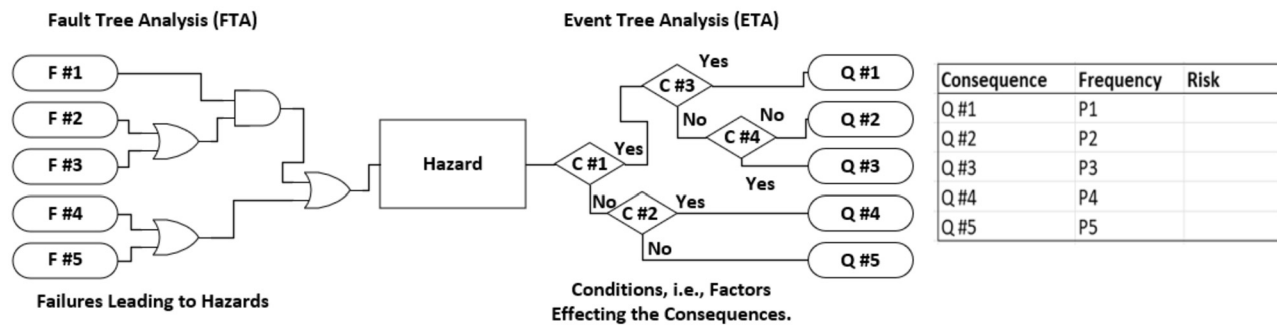 Fault Tree Analysis (FTA)
Event Tree Analysis (ETA)
F #1
F #2
F #3
F #4
F #5
Failures Leading to Hazards
Hazard
C #1
Yes
No
C #3
Yes
No
C #4
No
Yes
C #2
Yes
No
Q #1
Q #2
Q #3
Q #4
Q #5
Conditions, i.e., Factors
Effecting the Consequences.
Consequence Frequency Risk
Q #1 P1
Q #2 P2
Q #3 P3
Q #4 P4
Q #5 P5